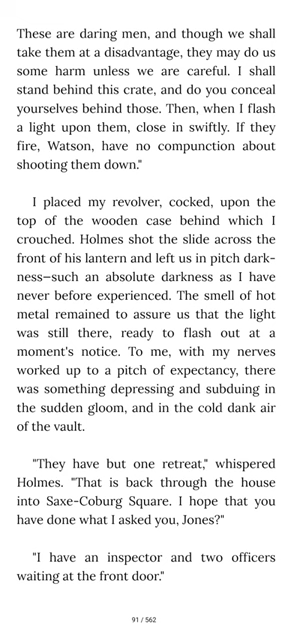 These are daring men, and though we shall
take them at a disadvantage, they may do us
some harm unless we are careful. I shall
stand behind this crate, and do you conceal
yourselves behind those. Then, when I flash
a light upon them, close in swiftly. If they
fire, Watson, have no compunction about
shooting them down."
I placed my revolver, cocked, upon the
top of the wooden case behind which I
crouched. Holmes shot the slide across the
front of his lantern and left us in pitch dark-
ness—such an absolute darkness as I have
never before experienced. The smell of hot
metal remained to assure us that the light
was still there, ready to flash out at a
moment's notice. To me, with my nerves
worked up to a pitch of expectancy, there
was something depressing and subduing in
the sudden gloom, and in the cold dank air
of the vault.
"They have but one retreat," whispered
Holmes. "That is back through the house
into Saxe-Coburg Square. I hope that you
have done what I asked you, Jones?"
"I have an inspector and two officers
waiting at the front door."
91 / 562